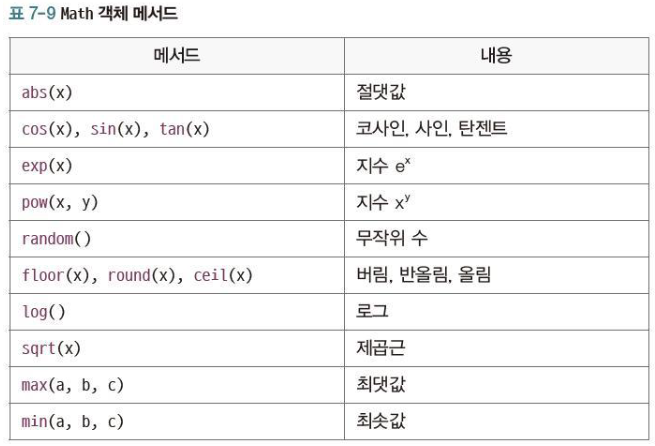 표 7-9 Math 객체 메서드
메서드 내용
abs(x) 절댓값
cos(x), sin(x), tan(x) 코사인, 사인, 탄젠트
exp(x) 지수 eˣ
pow(x, y) 지수 xʸ
random() 무작위 수
floor(x), round(x), ceil(x) 버림, 반올림, 올림
log() 로그
sqrt(x) 제곱근
max(a, b, c) 최댓값
min(a, b, c) 최솟값